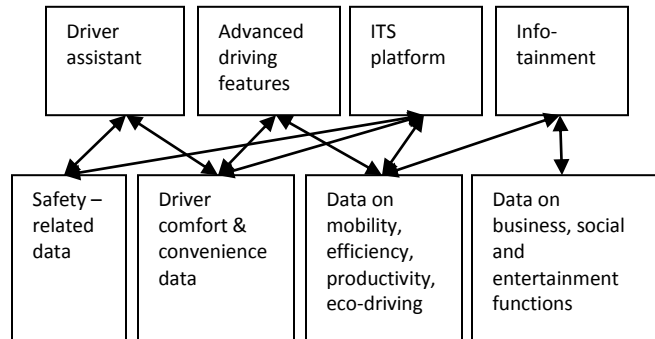 Driver
assistant
Advanced
driving
features
ITS
platform
Info-
tainment
Safety –
related
data
Driver
comfort &
convenience
data
Data on
mobility,
efficiency,
productivity,
eco-driving
Data on
business, social
and
entertainment
functions